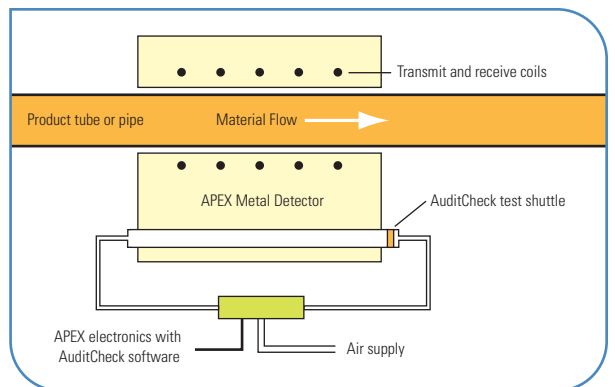 Transmit and receive coils
Product tube or pipe
Material Flow
APEX Metal Detector
AuditCheck test shuttle
APEX electronics with
AuditCheck software
Air supply